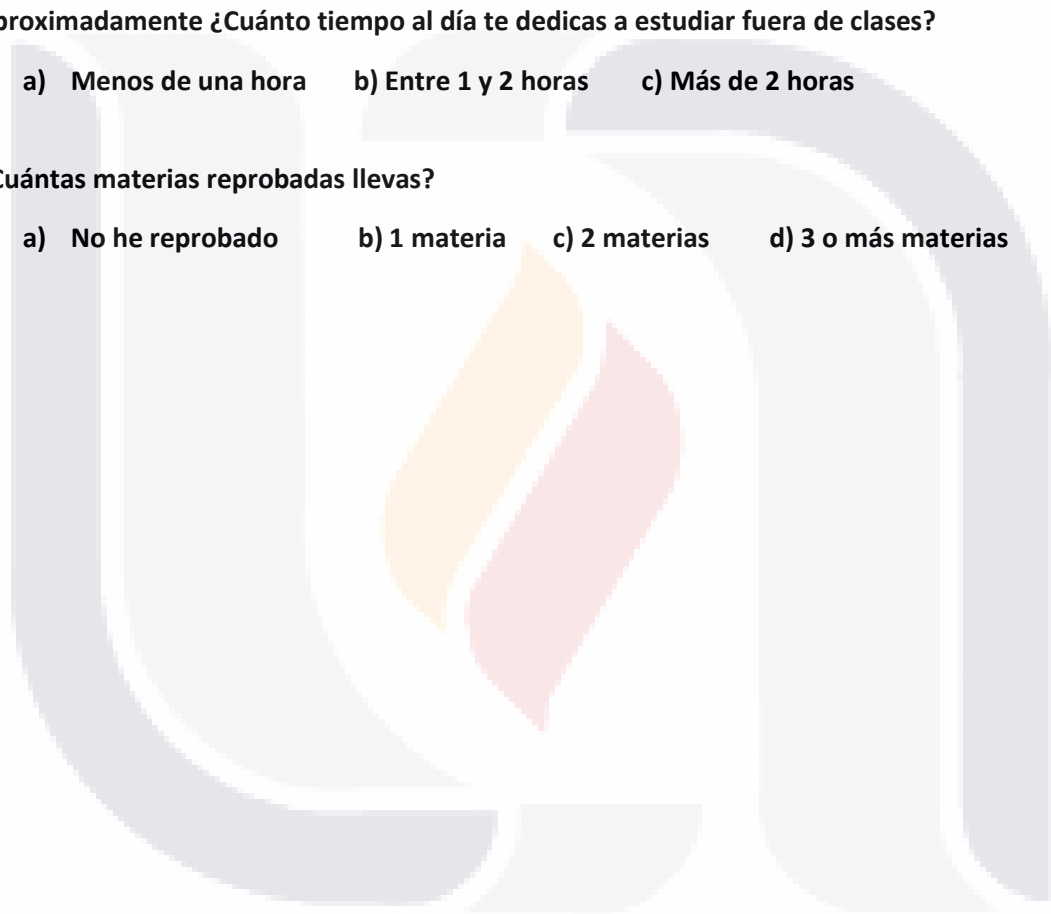 proximadamente ¿Cuánto tiempo al día te dedicas a estudiar fuera de clases?
a) Menos de una hora b) Entre 1 y 2 horas c) Más de 2 horas
Cuántas materias reprobadas llevas?
a) No he reprobado b) 1 materia c) 2 materias d) 3 o más materias